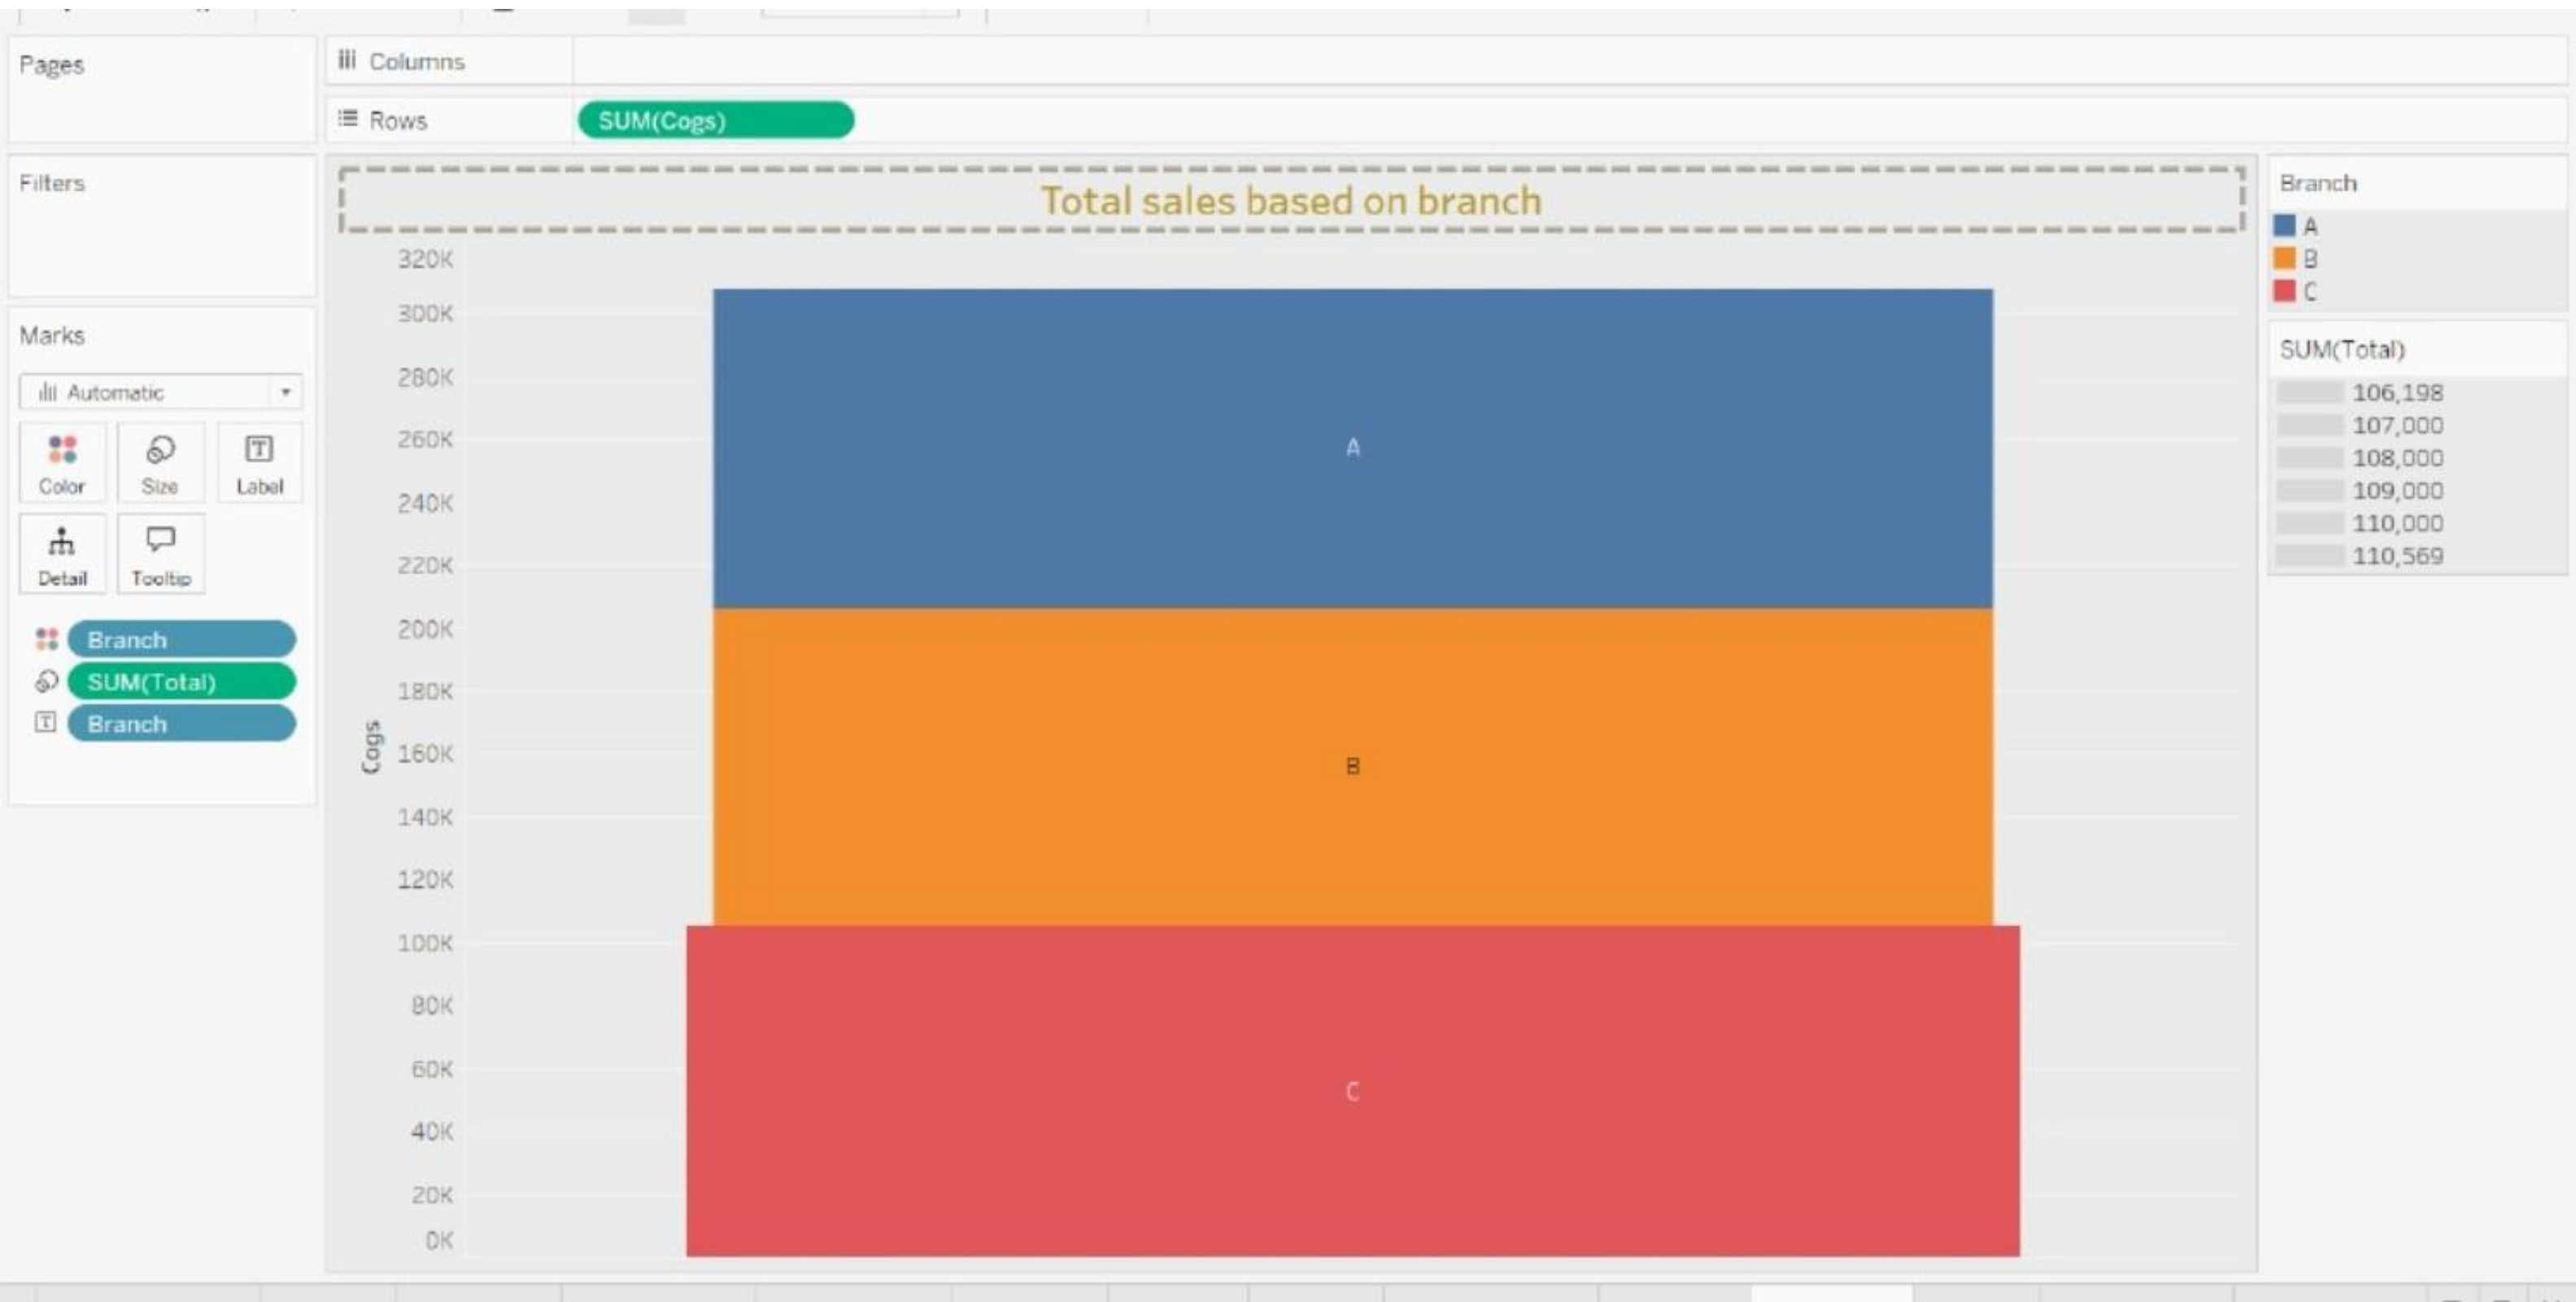 Pages
Columns
Rows
SUM(Cogs)
Filters
Marks
Automatic
Color
Size
Label
Detail
Tooltip
Branch
SUM(Total)
Branch
Total sales based on branch
320K
300K
280K
260K
240K
220K
200K
180K
160K
140K
120K
100K
80K
60K
40K
20K
0K
Cogs
A
B
C
Branch
A
B
C
SUM(Total)
106,198
107,000
108,000
109,000
110,000
110,569